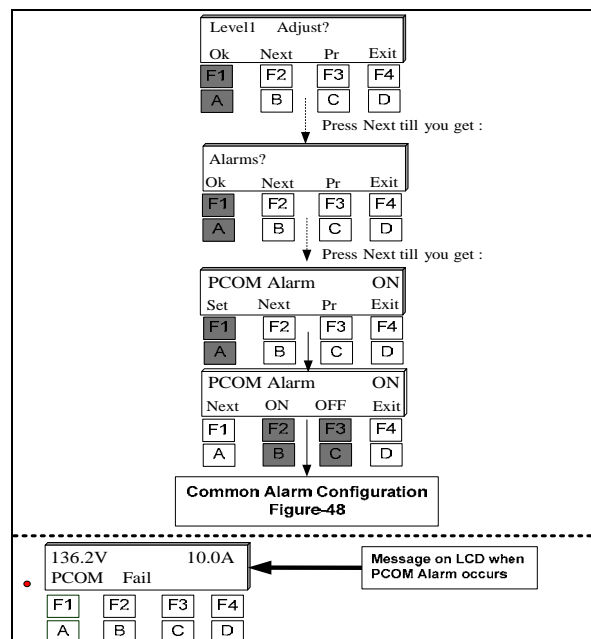 Level1 Adjust?
Ok Next Pr Exit
F1 F2 F3 F4
A B C D
Press Next till you get :
Alarms?
Ok Next Pr Exit
F1 F2 F3 F4
A B C D
Press Next till you get :
PCOM Alarm ON
Set Next Pr Exit
F1 F2 F3 F4
A B C D
PCOM Alarm ON
Next ON OFF Exit
F1 F2 F3 F4
A B C D
Common Alarm Configuration
Figure-48
136.2V 10.0A
PCOM Fail
Message on LCD when
PCOM Alarm occurs
F1 F2 F3 F4
A B C D